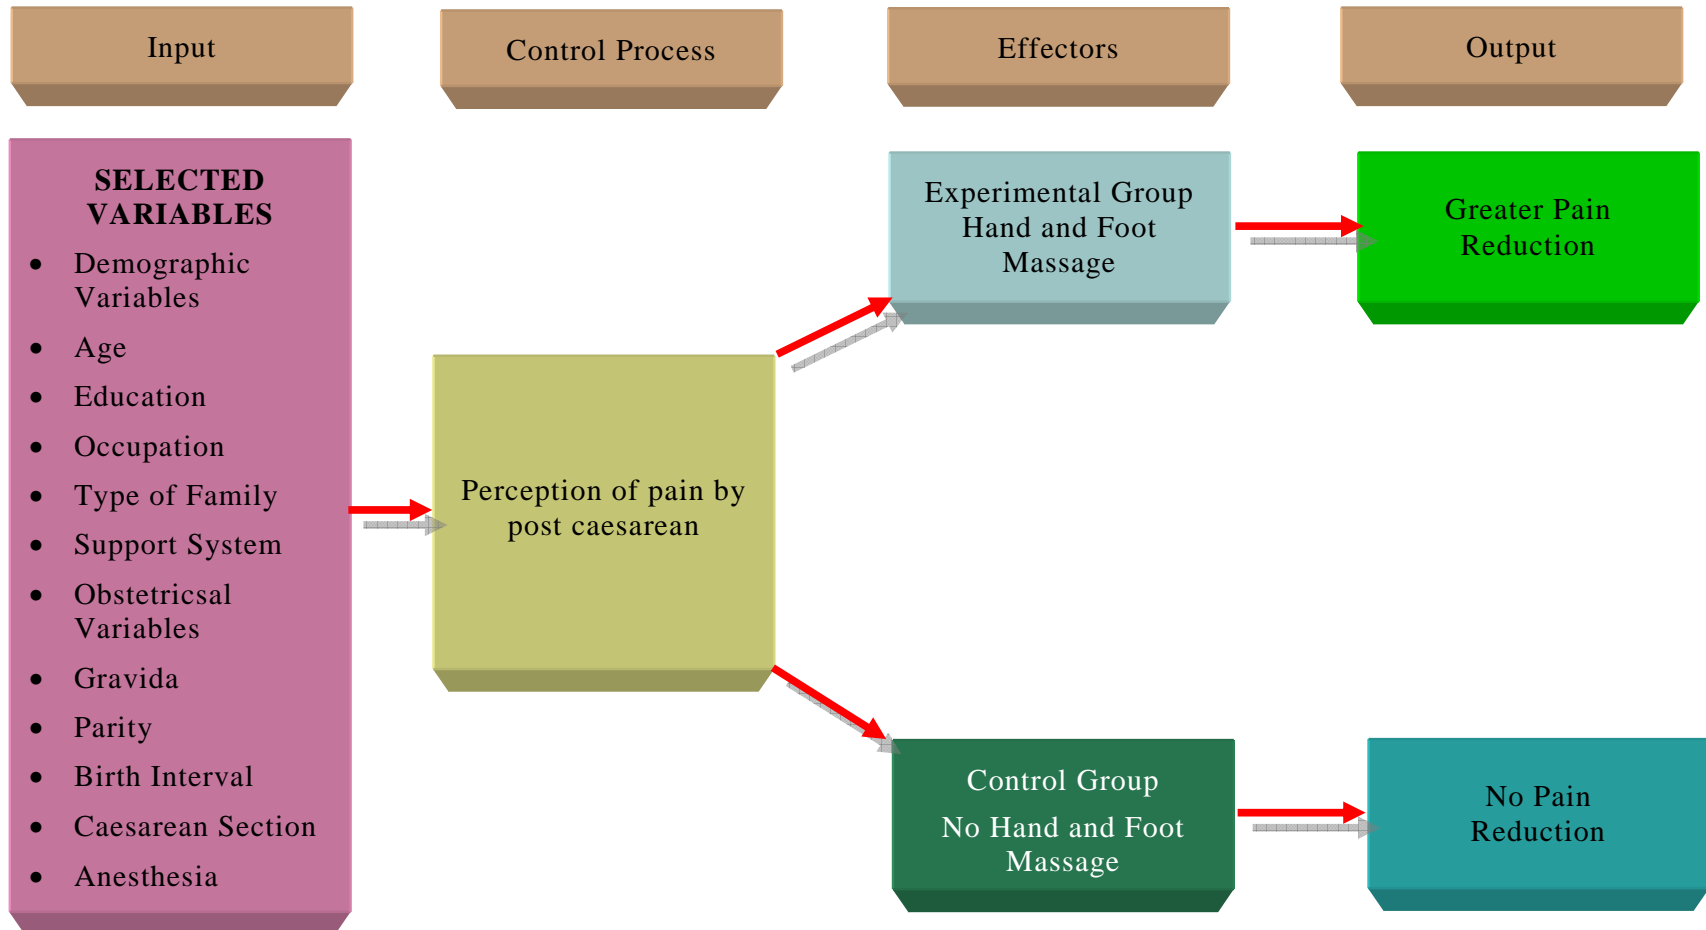 Input
Control Process
Effectors
Output
SELECTED
VARIABLES
• Demographic
Variables
• Age
• Education
• Occupation
• Type of Family
• Support System
• Obstetricsal
Variables
• Gravida
• Parity
• Birth Interval
• Caesarean Section
• Anesthesia
Perception of pain by
post caesarean
Experimental Group
Hand and Foot
Massage
Greater Pain
Reduction
Control Group
No Hand and Foot
Massage
No Pain
Reduction